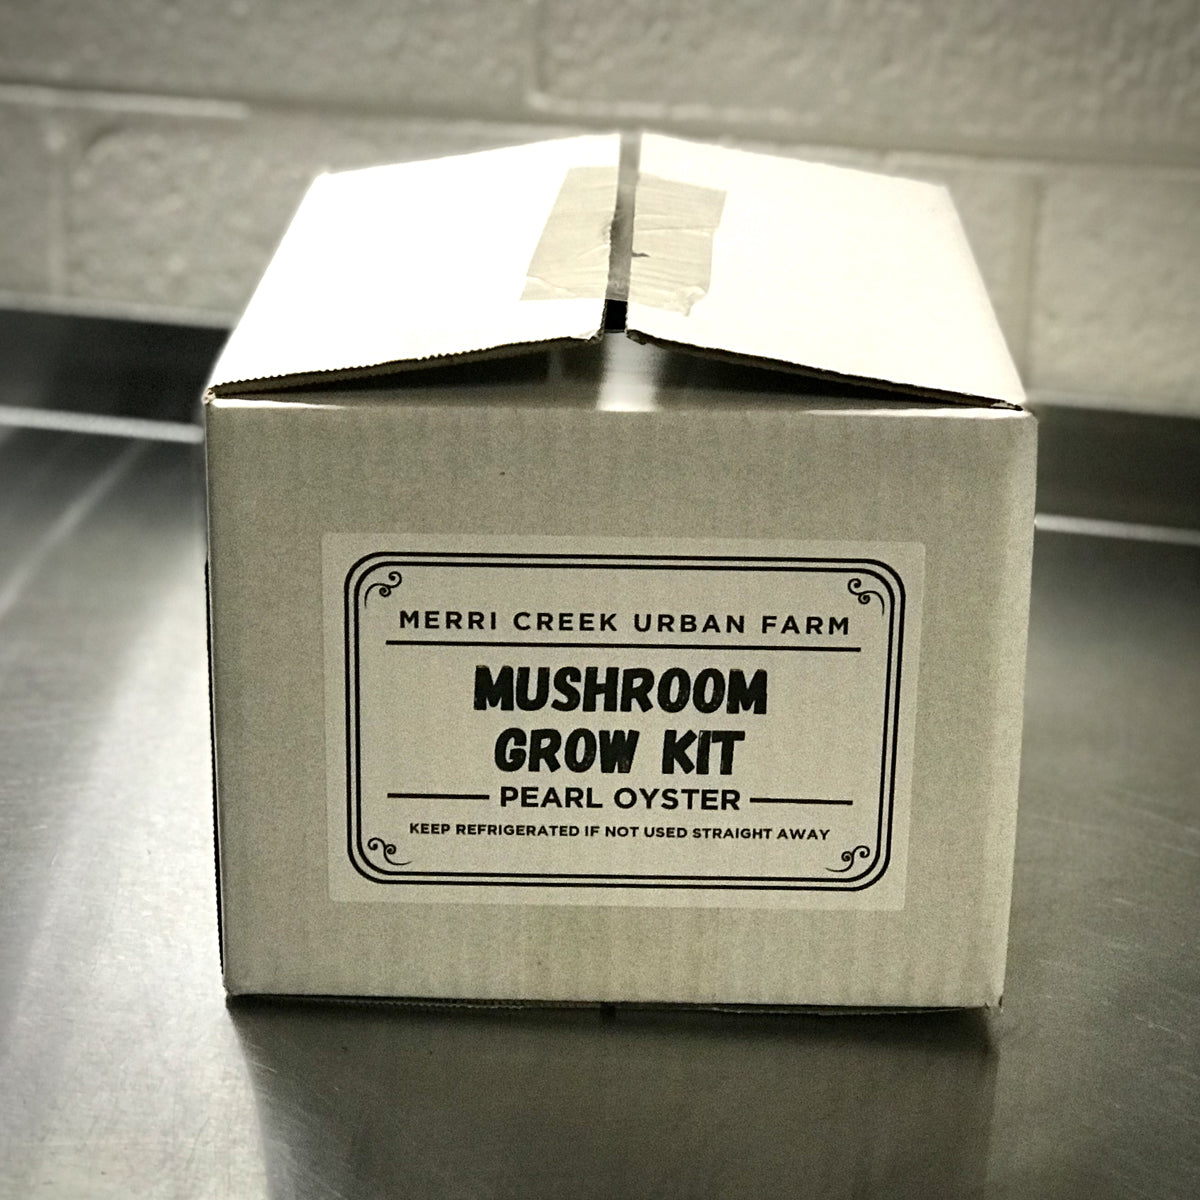 MERRI CREEK URBAN FARM
MUSHROOM
GROW KIT
PEARL OYSTER
KEEP REFRIGERATED IF NOT USED STRAIGHT AWAY